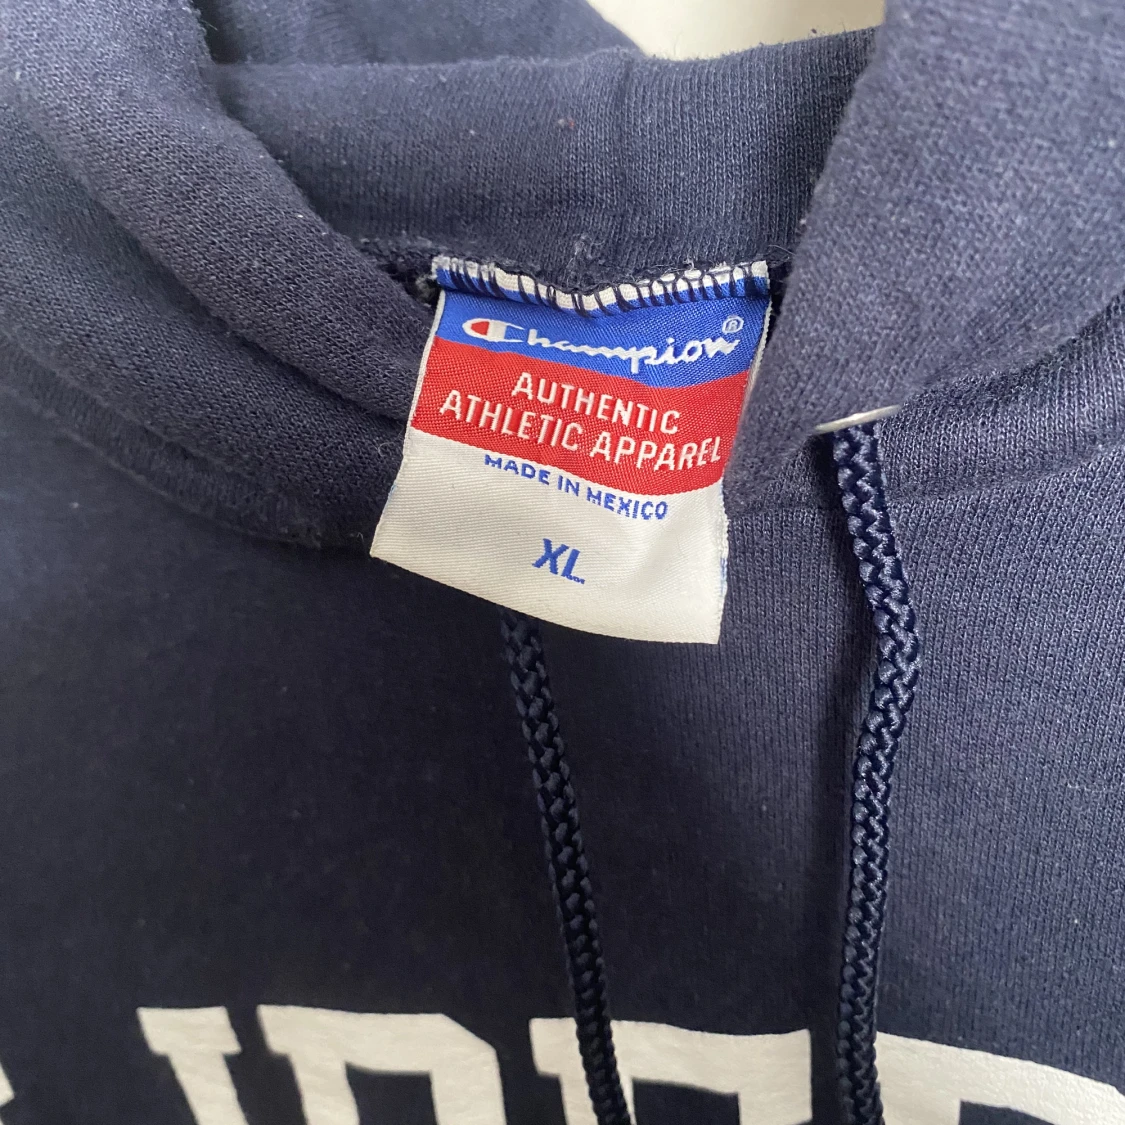 Champion®
AUTHENTIC
ATHLETIC APPAREL
MADE IN MEXICO
XL